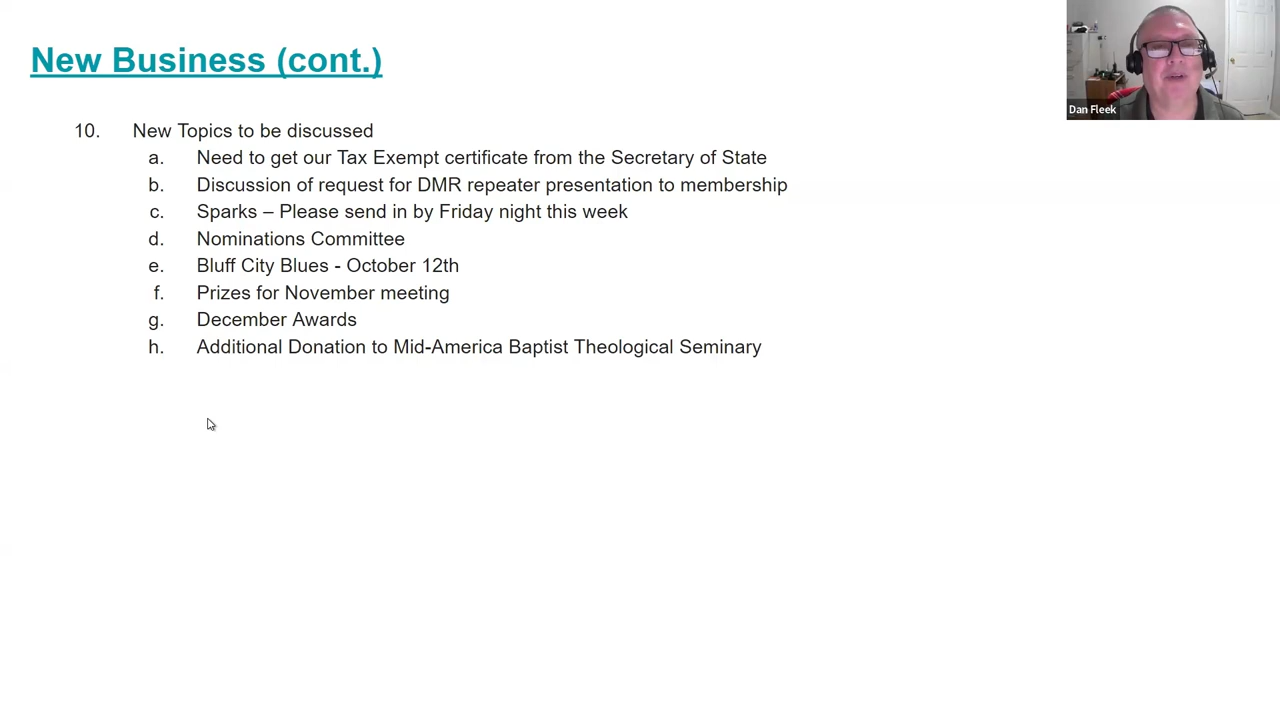 New Business (cont.)
Dan Fleek
10. New Topics to be discussed
a. Need to get our Tax Exempt certificate from the Secretary of State
b. Discussion of request for DMR repeater presentation to membership
c. Sparks – Please send in by Friday night this week
d. Nominations Committee
e. Bluff City Blues - October 12th
f. Prizes for November meeting
g. December Awards
h. Additional Donation to Mid-America Baptist Theological Seminary